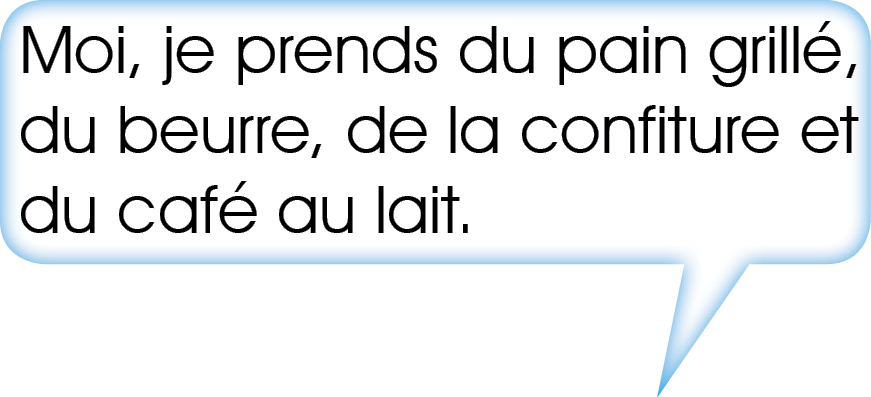 Moi, je prends du pain grillé,
du beurre, de la confiture et
du café au lait.